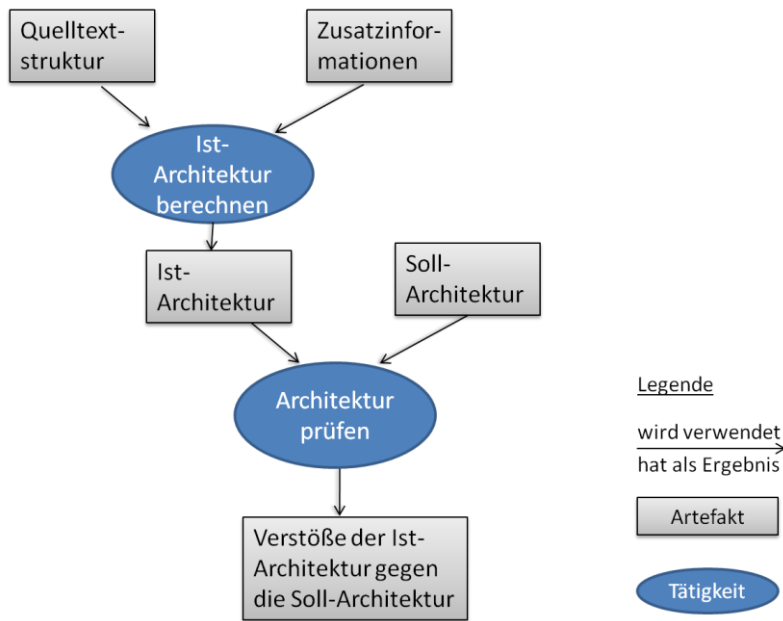 Quelltext-
struktur
Zusatzinfor-
mationen
Ist-
Architektur
berechnen
Ist-
Architektur
Soll-
Architektur
Architektur
prüfen
Verstöße der Ist-
Architektur gegen
die Soll-Architektur
Legende
wird verwendet
hat als Ergebnis
Artefakt
Tätigkeit